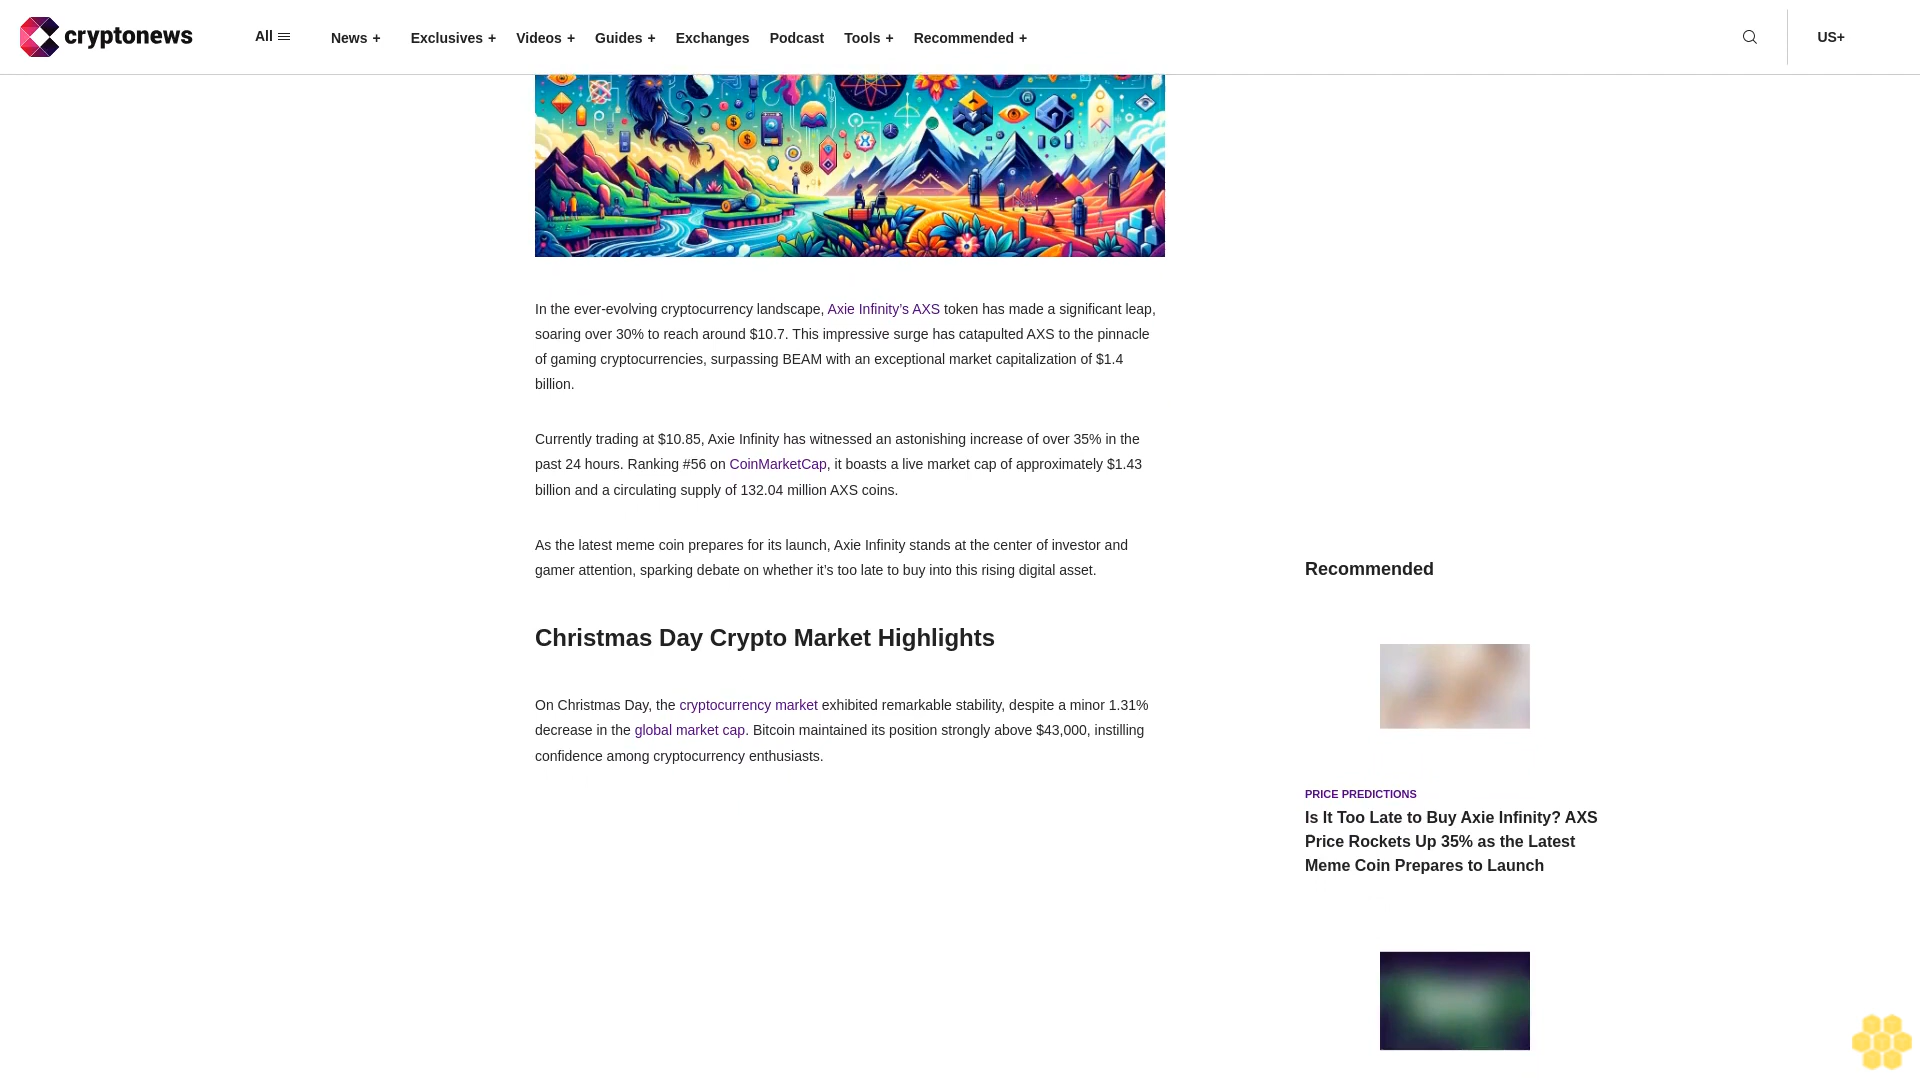 cryptonews
All
News +
Exclusives +
Videos +
Guides +
Exchanges
Podcast
Tools +
Recommended +
US+
In the ever-evolving cryptocurrency landscape, Axie Infinity’s AXS token has made a significant leap,
soaring over 30% to reach around $10.7. This impressive surge has catapulted AXS to the pinnacle
of gaming cryptocurrencies, surpassing BEAM with an exceptional market capitalization of $1.4
billion.
Currently trading at $10.85, Axie Infinity has witnessed an astonishing increase of over 35% in the
past 24 hours. Ranking #56 on CoinMarketCap, it boasts a live market cap of approximately $1.43
billion and a circulating supply of 132.04 million AXS coins.
As the latest meme coin prepares for its launch, Axie Infinity stands at the center of investor and
gamer attention, sparking debate on whether it’s too late to buy into this rising digital asset.
Christmas Day Crypto Market Highlights
On Christmas Day, the cryptocurrency market exhibited remarkable stability, despite a minor 1.31%
decrease in the global market cap. Bitcoin maintained its position strongly above $43,000, instilling
confidence among cryptocurrency enthusiasts.
Recommended
PRICE PREDICTIONS
Is It Too Late to Buy Axie Infinity? AXS
Price Rockets Up 35% as the Latest
Meme Coin Prepares to Launch